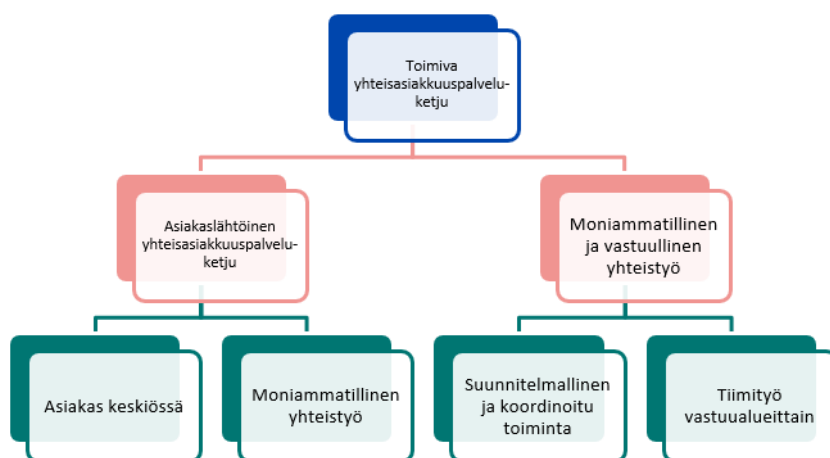 Toimiva
yhteisasiakkuuspalvelu-
ketju
Asiakaslähtöinen
yhteisasiakkuuspalvelu-
ketju
Moniammatillinen
ja vastuullinen
yhteistyö
Asiakas keskiössä
Moniammatillinen
yhteistyö
Suunnitelmallinen
ja koordinoitu
toiminta
Tiimityö
vastuualueittain